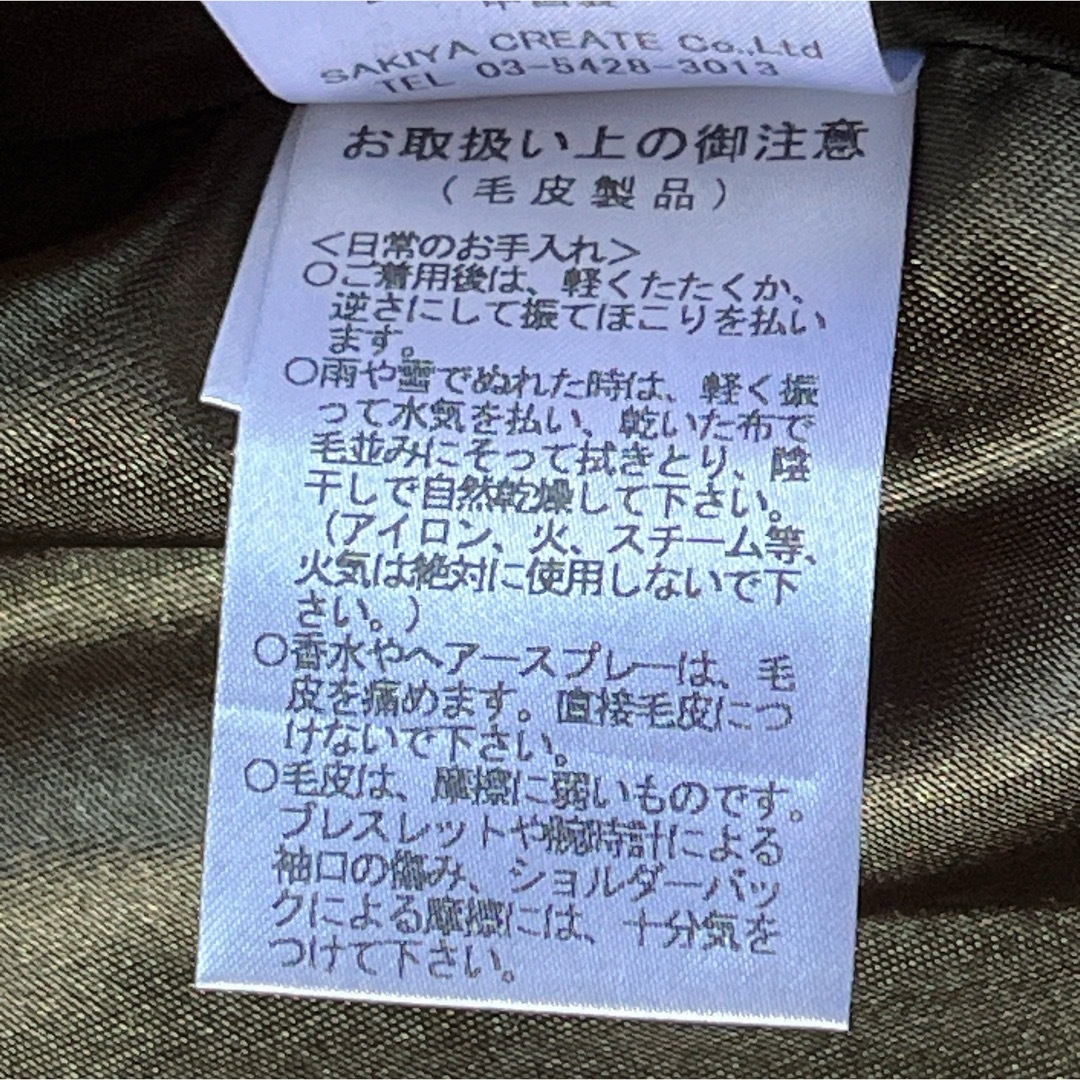 SAKIYA CREATE Co.,Ltd
TEL 03-5428-3013
お取扱い上の御注意
(毛皮製品)
<日常のお手入れ>
○ご着用後は、軽くたたくか、
逆さにして振てほこりを払い
ます。
○雨や雪でぬれた時は、軽く振
って水気を払い、乾いた布で
毛並みにそって拭きとり、陰
干しで自然乾燥して下さい。
(アイロン、火、スチーム等、
火気は絶対に使用しないで下
さい。)
○香水やヘアースプレーは、毛
皮を痛めます。直接毛皮につ
けないで下さい。
○毛皮は、摩擦に弱いものです。
ブレスレットや腕時計による
袖口の傷み、ショルダーバッ
クによる摩擦には、十分気を
つけて下さい。